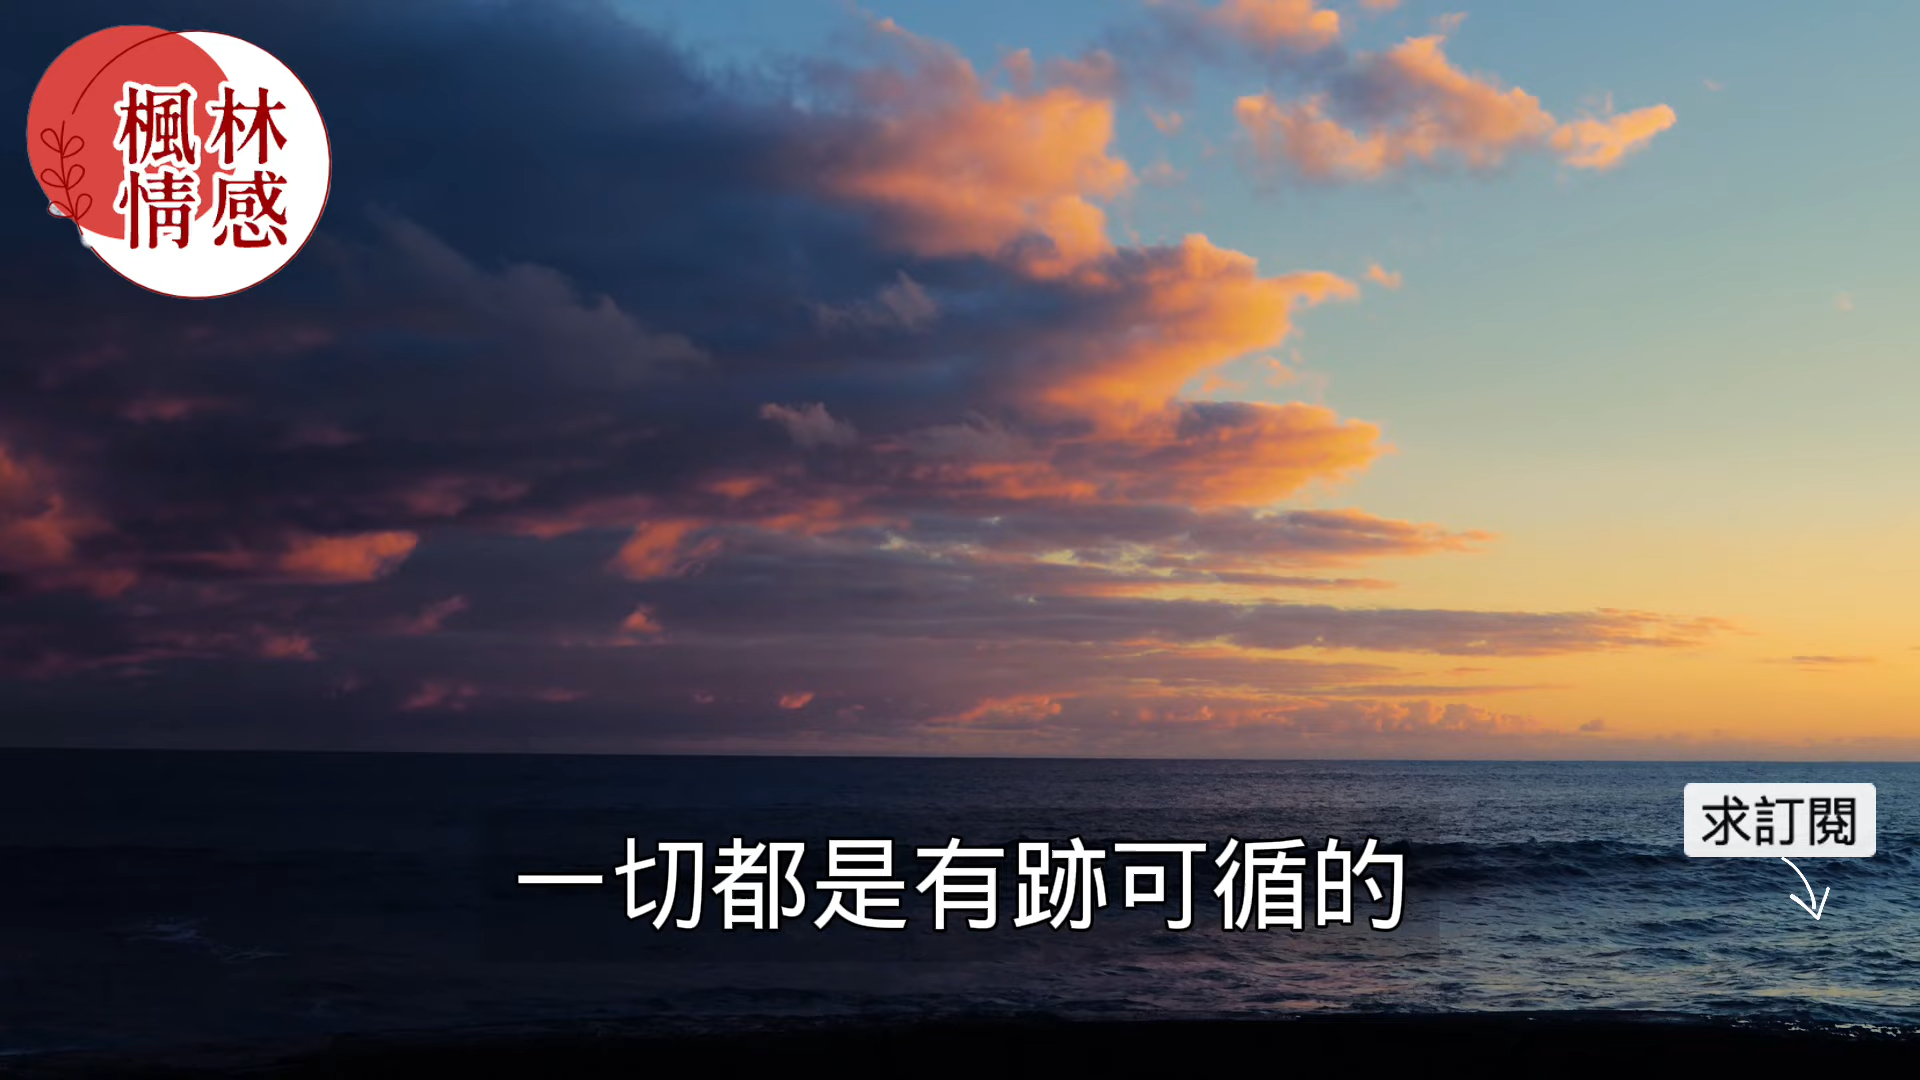 楓林
情感
求訂閱
一切都是有跡可循的